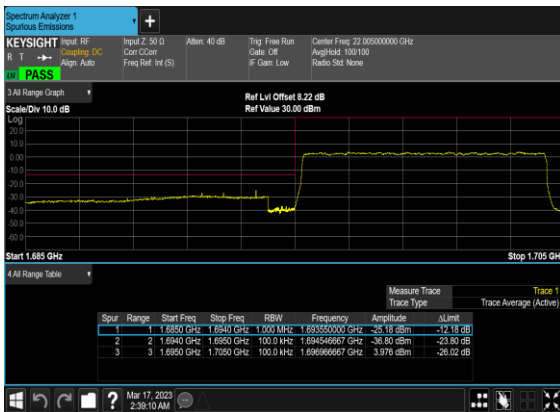 Spectrum Analyzer 1
Spurious Emissions
KEYSIGHT Input: RF Input Z: 50 Ω Atten: 40 dB Trig: Free Run Center Freq: 22.005000000 GHz
R T Coupling: DC Corr CCorr Gate: Off Avg|Hold: 100/100
Align: Auto Freq Ref: Int (S) IF Gain: Low Radio Std: None
PASS
3 All Range Graph
Ref Lvl Offset 8.22 dB
Scale/Div 10.0 dB Ref Value 30.00 dBm
Log
20.0
10.0
0.00
-10.0
-20.0
-30.0
-40.0
-50.0
-60.0
Start 1.685 GHz Stop 1.705 GH
4 All Range Table
Measure Trace Trace 1
Trace Type Trace Average (Active)
Spur Range Start Freq Stop Freq RBW Frequency Amplitude ΔLimit
1 1 1.6850 GHz 1.6940 GHz 1.000 MHz 1.693550000 GHz -25.18 dBm -12.18 dB
2 2 1.6940 GHz 1.6950 GHz 100.0 kHz 1.694546667 GHz -36.80 dBm -23.80 dB
3 3 1.6950 GHz 1.7050 GHz 100.0 kHz 1.696966667 GHz 3.976 dBm -26.02 dB
Mar 17, 2023
2:39:10 AM